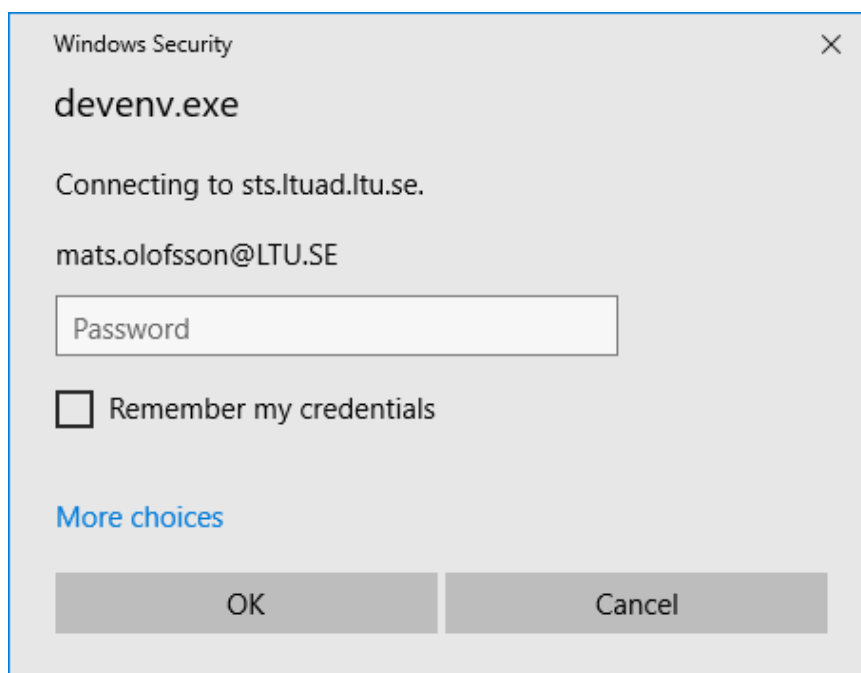 Windows Security
devenv.exe
Connecting to sts.ltuad.ltu.se.
mats.olofsson@LTU.SE
Password
Remember my credentials
More choices
OK
Cancel